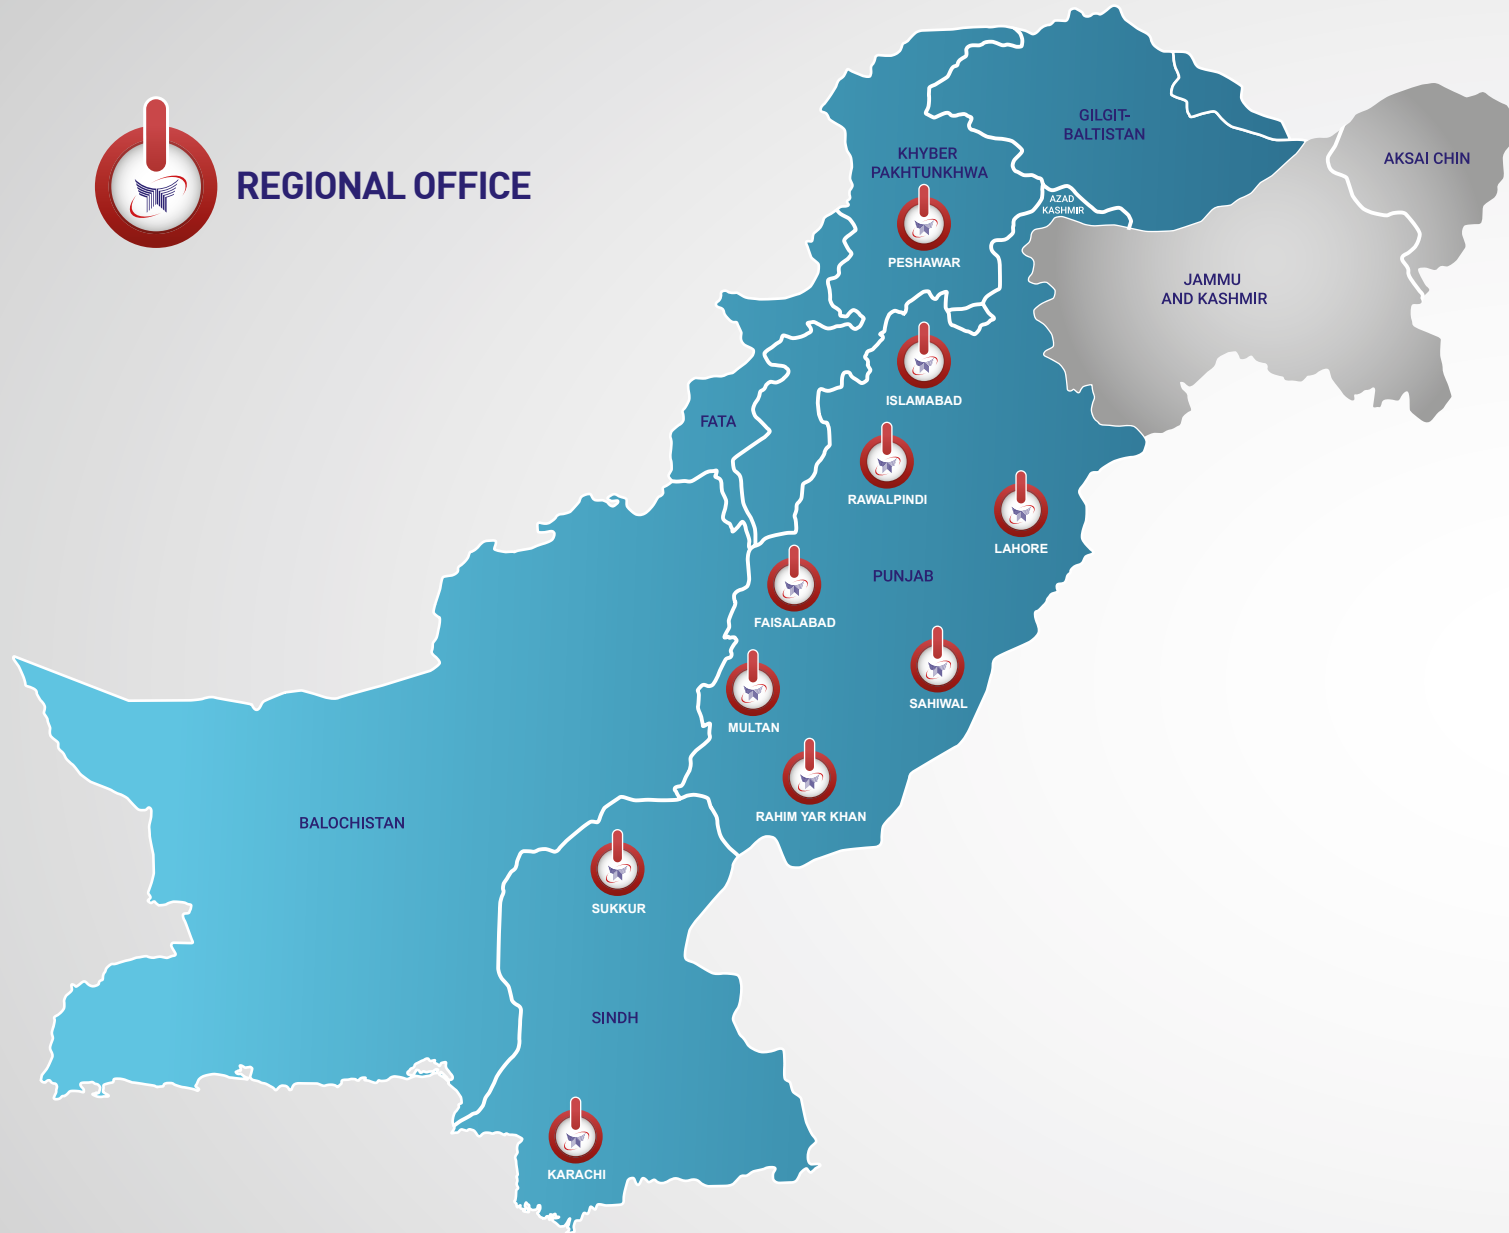 REGIONAL OFFICE
GILGIT-
BALTISTAN
AKSAI CHIN
KHYBER
PAKHTUNKHWA
AZAD
KASHMIR
PESHAWAR
JAMMU
AND KASHMIR
ISLAMABAD
FATA
RAWALPINDI
LAHORE
PUNJAB
FAISALABAD
SAHIWAL
MULTAN
RAHIM YAR KHAN
BALOCHISTAN
SUKKUR
SINDH
KARACHI